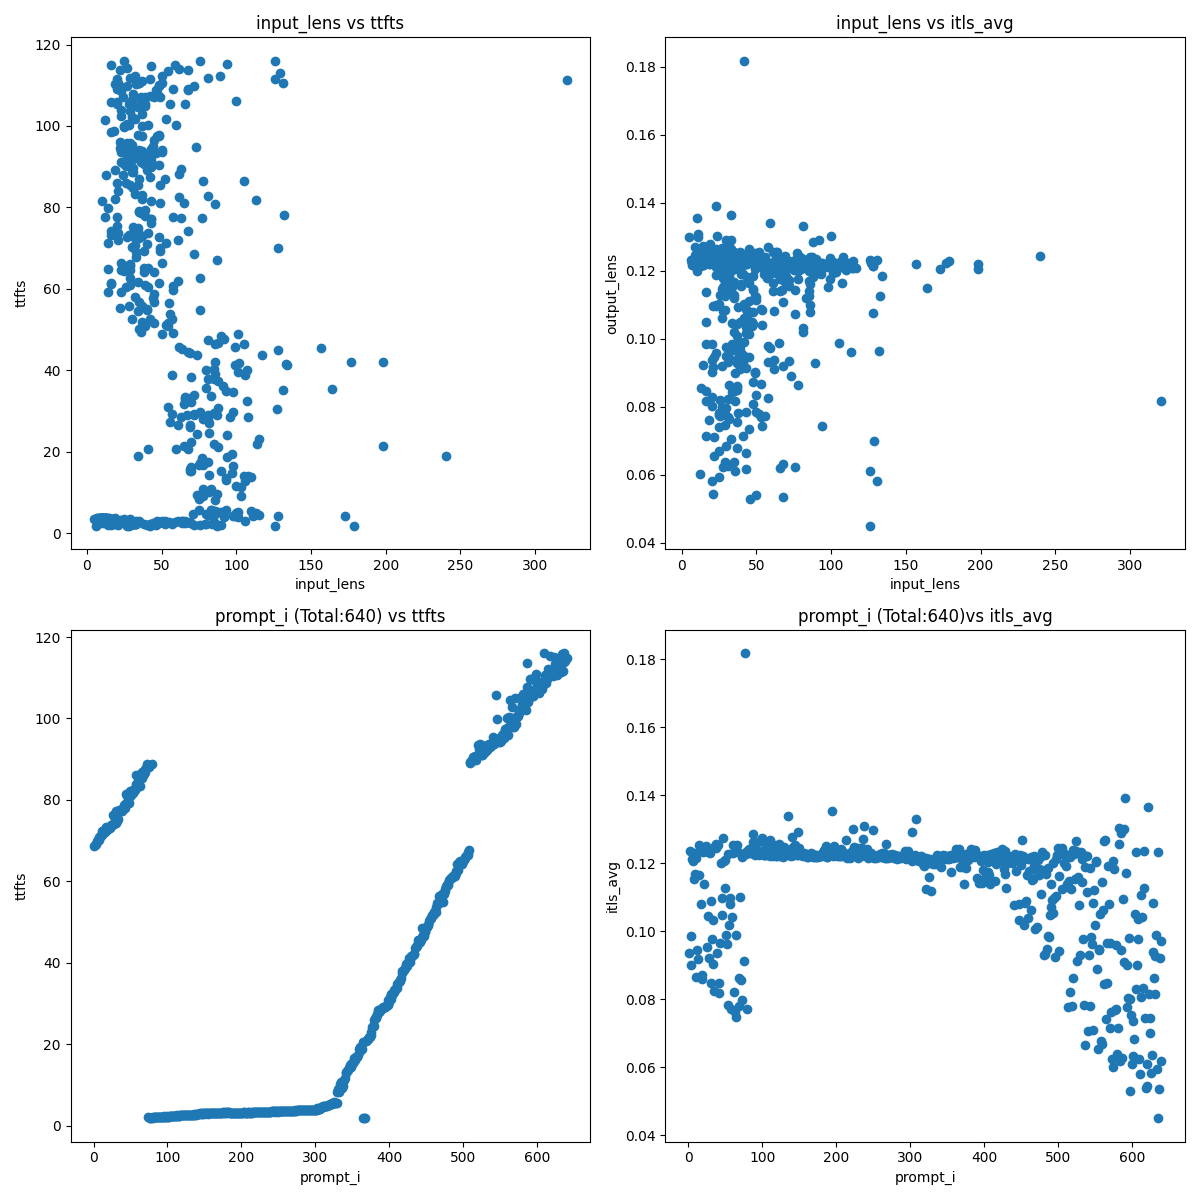 input_lens vs ttfts
120
100
80
60
40
20
0
ttfts
0 50 100 150 200 250 300
input_lens
input_lens vs itls_avg
0.18
0.16
0.14
0.12
0.10
0.08
0.06
0.04
output_lens
0 50 100 150 200 250 300
input_lens
prompt_i (Total:640) vs ttfts
120
100
80
60
40
20
0
ttfts
0 100 200 300 400 500 600
prompt_i
prompt_i (Total:640)vs itls_avg
0.18
0.16
0.14
0.12
0.10
0.08
0.06
0.04
itls_avg
0 100 200 300 400 500 600
prompt_i